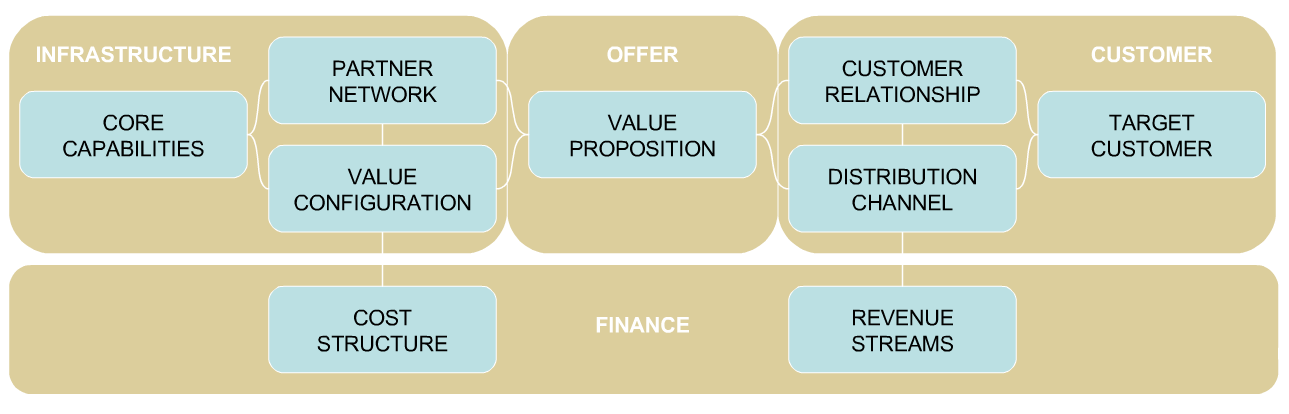 INFRASTRUCTURE
CORE
CAPABILITIES
PARTNER
NETWORK
VALUE
CONFIGURATION
OFFER
VALUE
PROPOSITION
CUSTOMER
CUSTOMER
RELATIONSHIP
DISTRIBUTION
CHANNEL
TARGET
CUSTOMER
FINANCE
COST
STRUCTURE
REVENUE
STREAMS